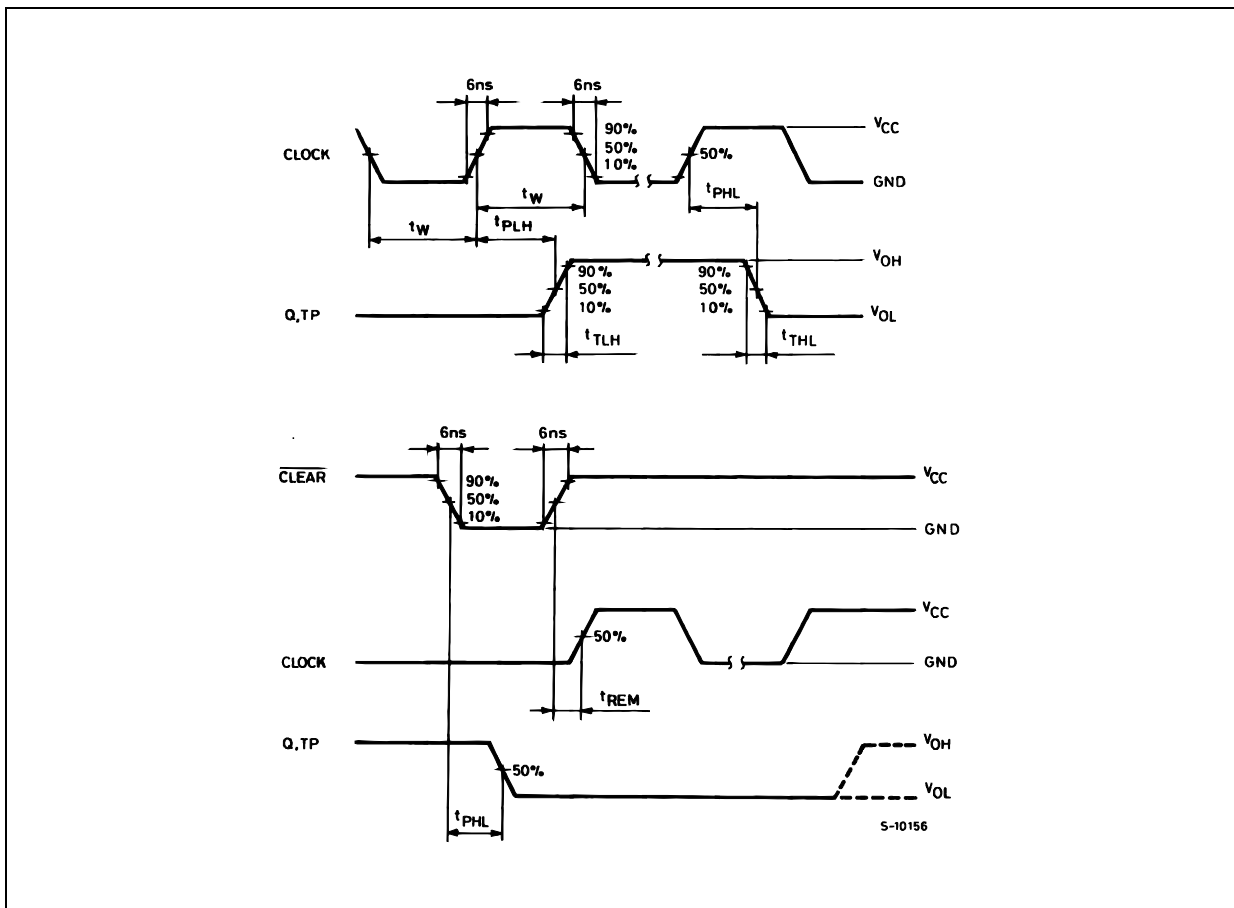 6ns 6ns
VCC
90%
CLOCK 50% 50%
10%
GND
tPHL
tW
tW tPLH
VOH
90% 90%
50% 50%
10% 10%
Q,TP VOL
tTLH tTHL
6ns 6ns
CLEAR VCC
90%
50%
10%
GND
VCC
50%
CLOCK GND
tREM
Q,TP VOH
50%
VOL
tPHL
S-10156